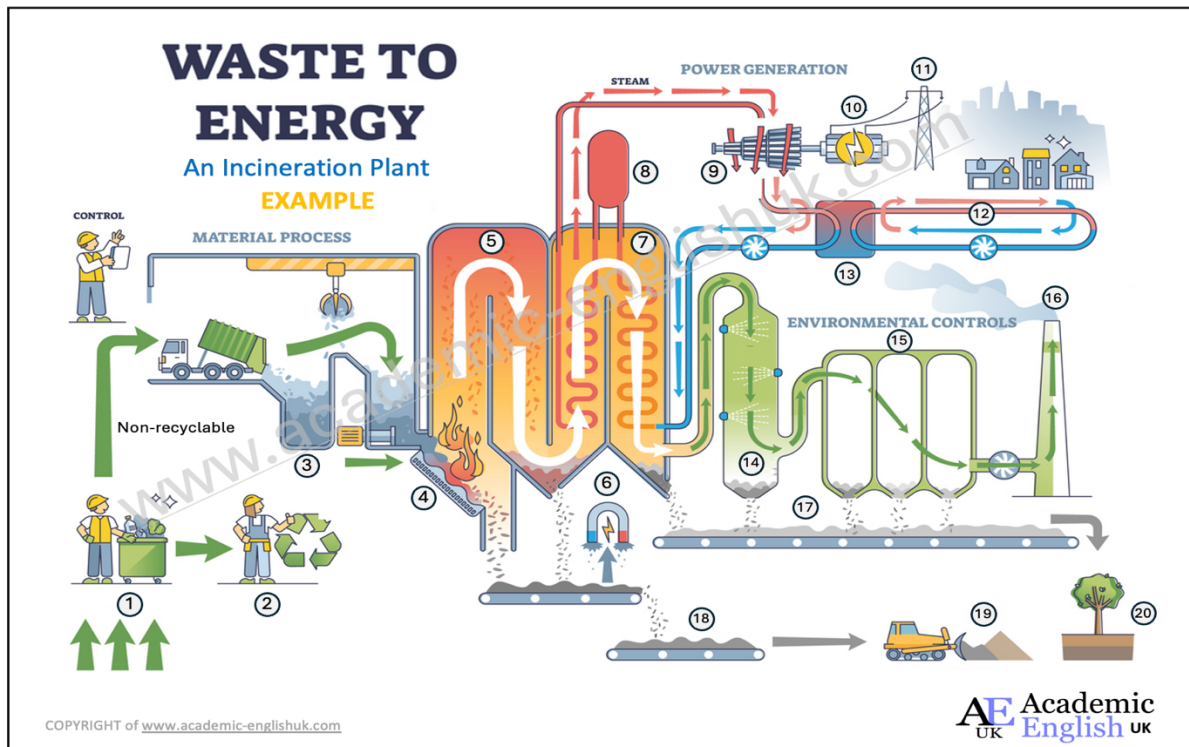 WASTE TO
ENERGY
An Incineration Plant
EXAMPLE
CONTROL
MATERIAL PROCESS
STEAM
POWER GENERATION
ENVIRONMENTAL CONTROLS
Non-recyclable
1
2
3
4
5
6
7
8
9
10
11
12
13
14
15
16
17
18
19
20
www.academic-englishuk.com
COPYRIGHT of www.academic-englishuk.com
AE
UK
Academic
English UK